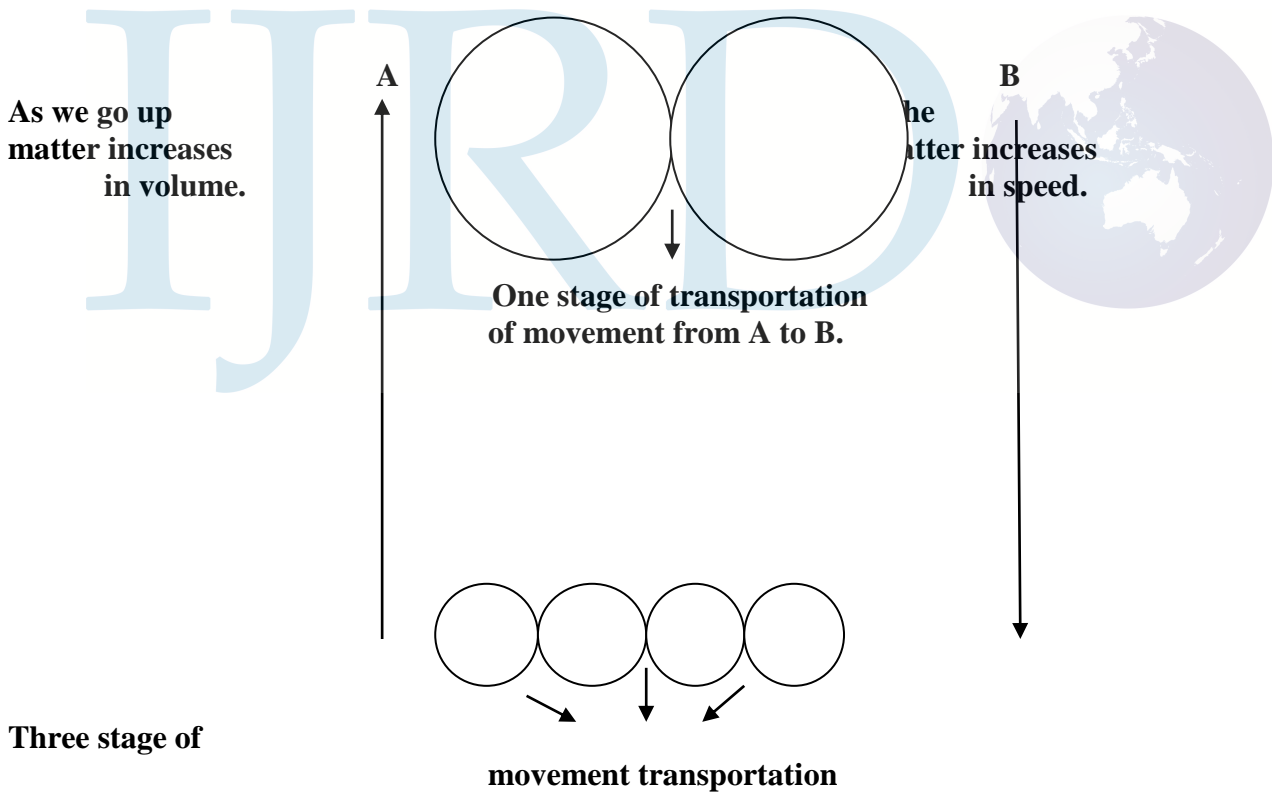 IJRD
A
B
As we go up
matter increases
in volume.
he
atter increases
in speed.
One stage of transportation
of movement from A to B.
Three stage of
movement transportation